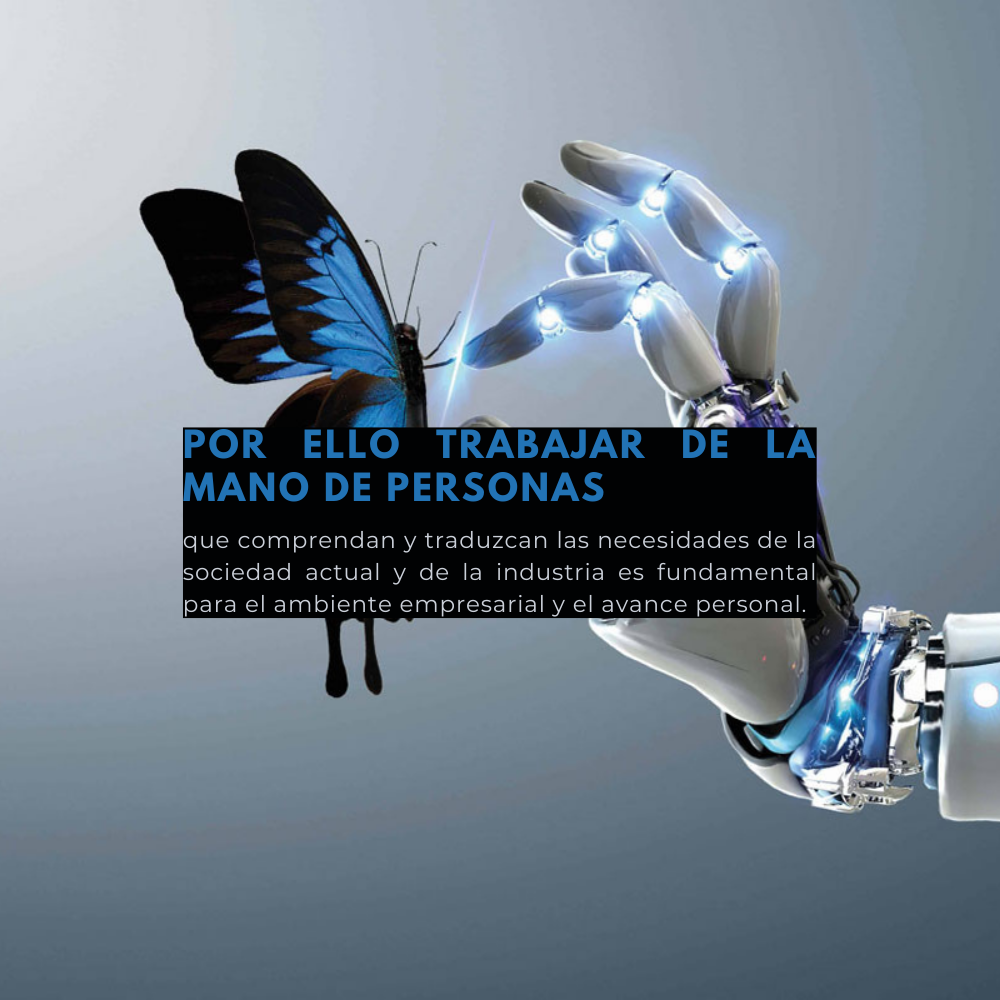 POR ELLO TRABAJAR DE LA
MANO DE PERSONAS
que comprendan y traduzcan las necesidades de la
sociedad actual y de la industria es fundamental
para el ambiente empresarial y el avance personal.